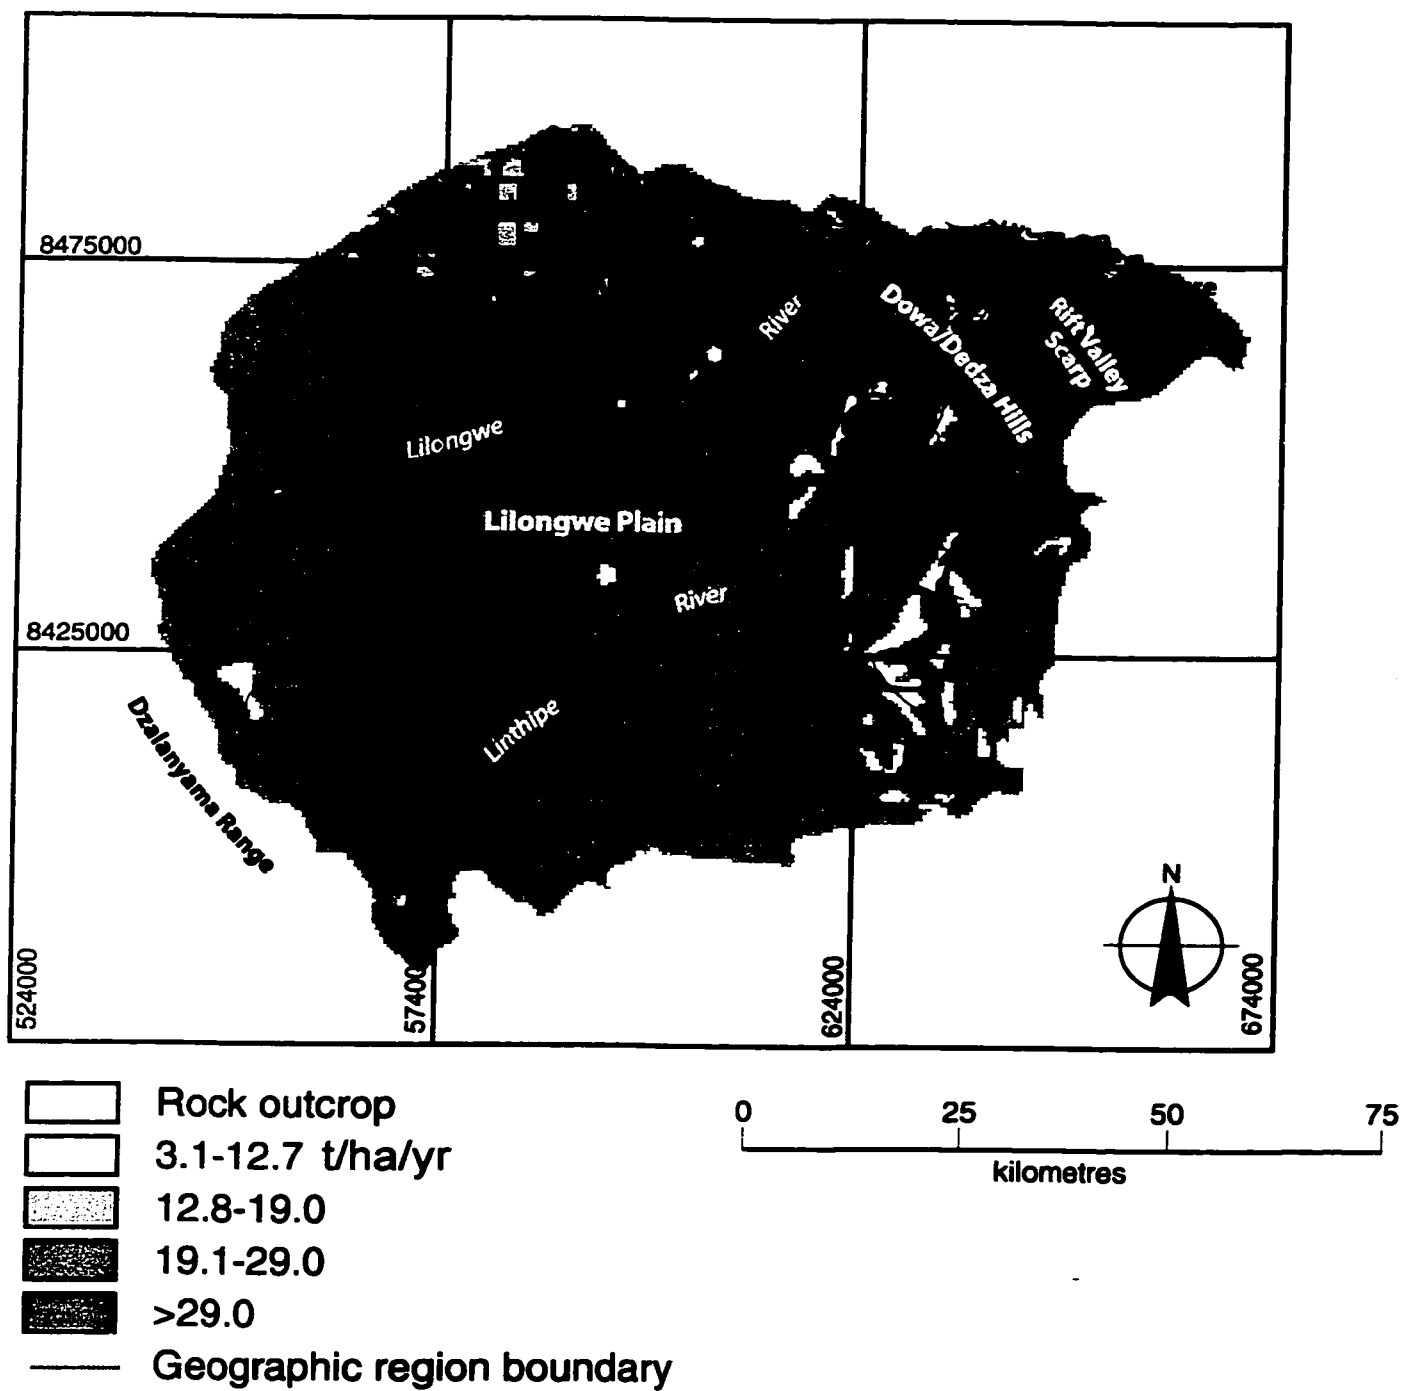 8475000
River
Dowa/Dedza Hills
Rift Valley
Scarp
Lilongwe
Lilongwe Plain
River
8425000
Dzalanyama Range
Linthipe
N
524000
57400
624000
674000
Rock outcrop
3.1-12.7 t/ha/yr
12.8-19.0
19.1-29.0
>29.0
Geographic region boundary
0 25 50 75
kilometres